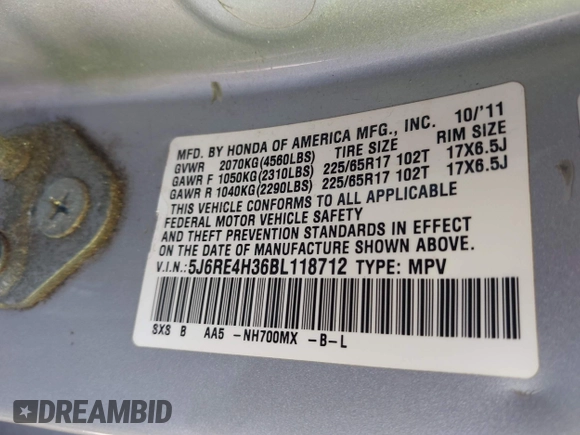 MFD. BY HONDA OF AMERICA MFG., INC. 10/'11
GVWR 2070KG(4560LBS) TIRE SIZE RIM SIZE
GAWR F 1050KG(2310LBS) 225/65R17 102T 17X6.5J
GAWR R 1040KG(2290LBS) 225/65R17 102T 17X6.5J
THIS VEHICLE CONFORMS TO ALL APPLICABLE
FEDERAL MOTOR VEHICLE SAFETY
AND THEFT PREVENTION STANDARDS IN EFFECT
ON THE DATE OF MANUFACTURE SHOWN ABOVE.
V.I.N.:5J6RE4H36BL118712 TYPE: MPV
SXS B AA5 -NH700MX -B-L
DREAMBID